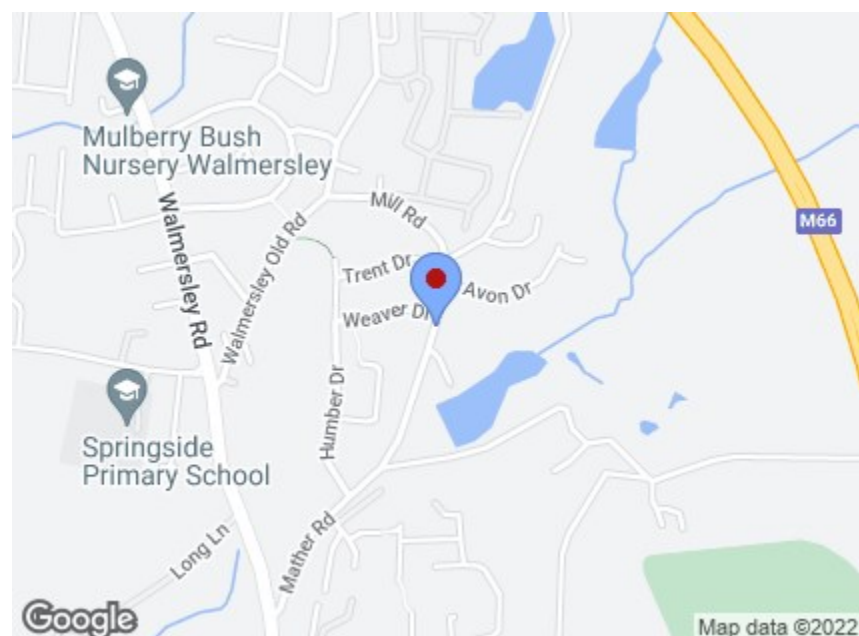 Mulberry Bush
Nursery Walmersley
Walmersley Rd
Walmersley Old Rd
Mill Rd
M66
Trent Dr
Avon Dr
Weaver Dr
Humber Dr
Springside
Primary School
Long Ln
Mather Rd
Google
Map data ©2022